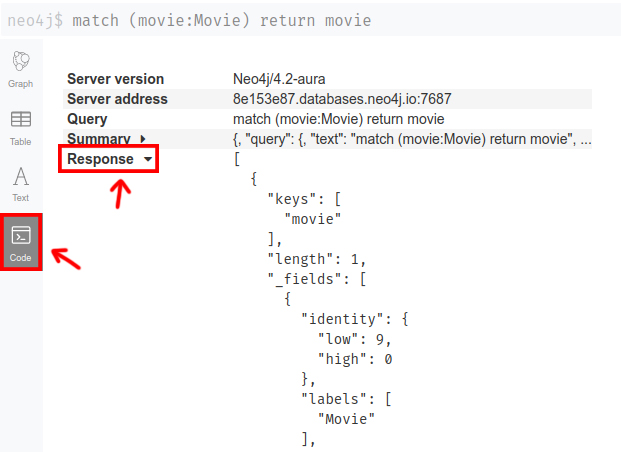 neo4j$ match (movie:Movie) return movie
Graph
Table
Text
Code
Server version Neo4j/4.2-aura
Server address 8e153e87.databases.neo4j.io:7687
Query match (movie:Movie) return movie
Summary {, "query": {, "text": "match (movie:Movie) return movie", ...
Response [
{
"keys": [
"movie"
],
"length": 1,
"_fields": [
{
"identity": {
"low": 9,
"high": 0
},
"labels": [
"Movie"
],